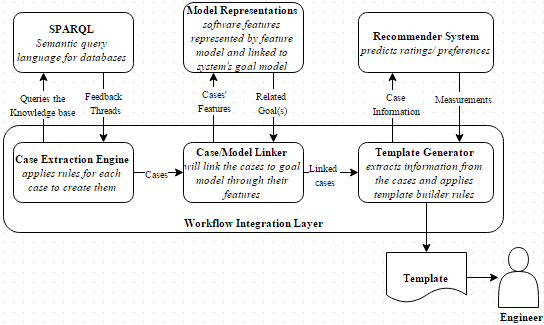 SPARQL
Semantic query
language for databases
Model Representations
software features
represented by feature
model and linked to
system's goal model
Recommender System
predicts ratings/ preferences
Queries the
Knowledge base
Feedback
Threads
Cases'
Features
Related
Goal(s)
Case
Information
Measurements
Case Extraction Engine
applies rules for each
case to create them
Cases
Case/Model Linker
will link the cases to goal
model through their
features
Linked
cases
Template Generator
extracts information from
the cases and applies
template builder rules
Workflow Integration Layer
Template
Engineer